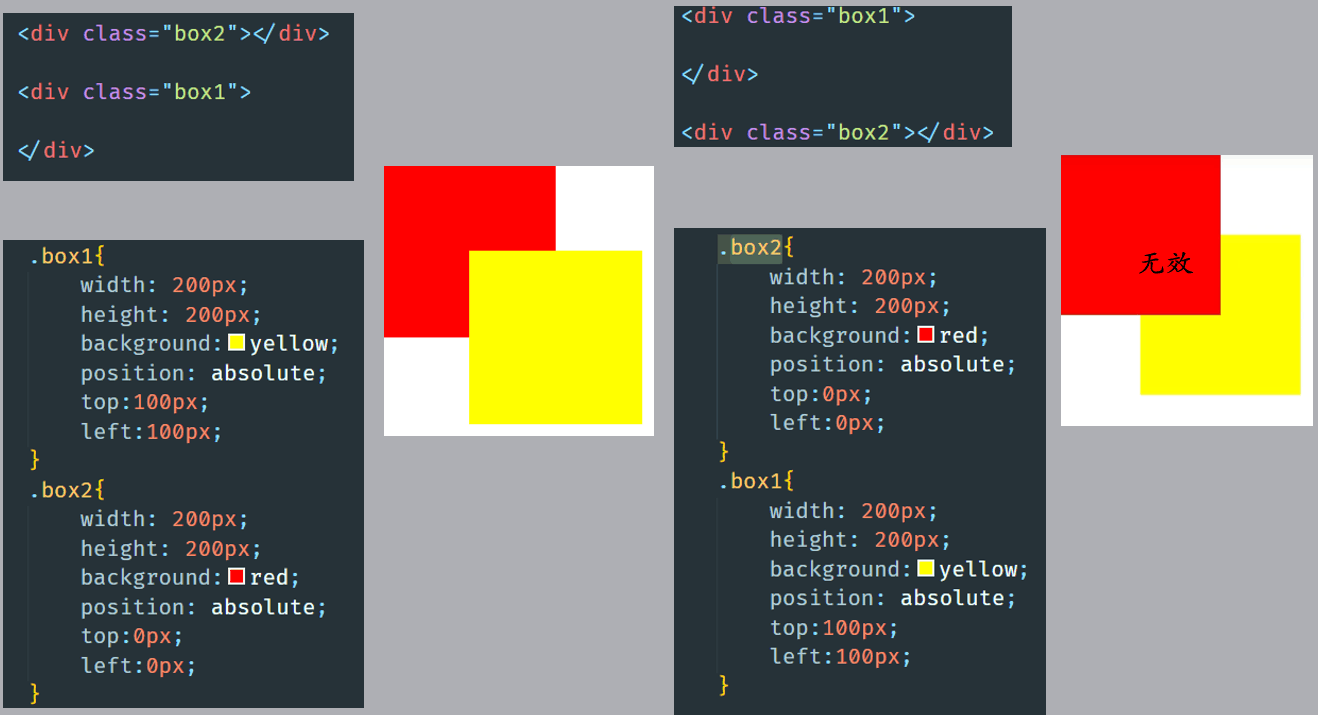 <div class="box2"></div>
<div class="box1">
</div>
.box1{
width: 200px;
height: 200px;
background:yellow;
position: absolute;
top:100px;
left:100px;
}
.box2{
width: 200px;
height: 200px;
background:red;
position: absolute;
top:0px;
left:0px;
}
<div class="box1">
</div>
<div class="box2"></div>
无效
.box2{
width: 200px;
height: 200px;
background:red;
position: absolute;
top:0px;
left:0px;
}
.box1{
width: 200px;
height: 200px;
background:yellow;
position: absolute;
top:100px;
left:100px;
}